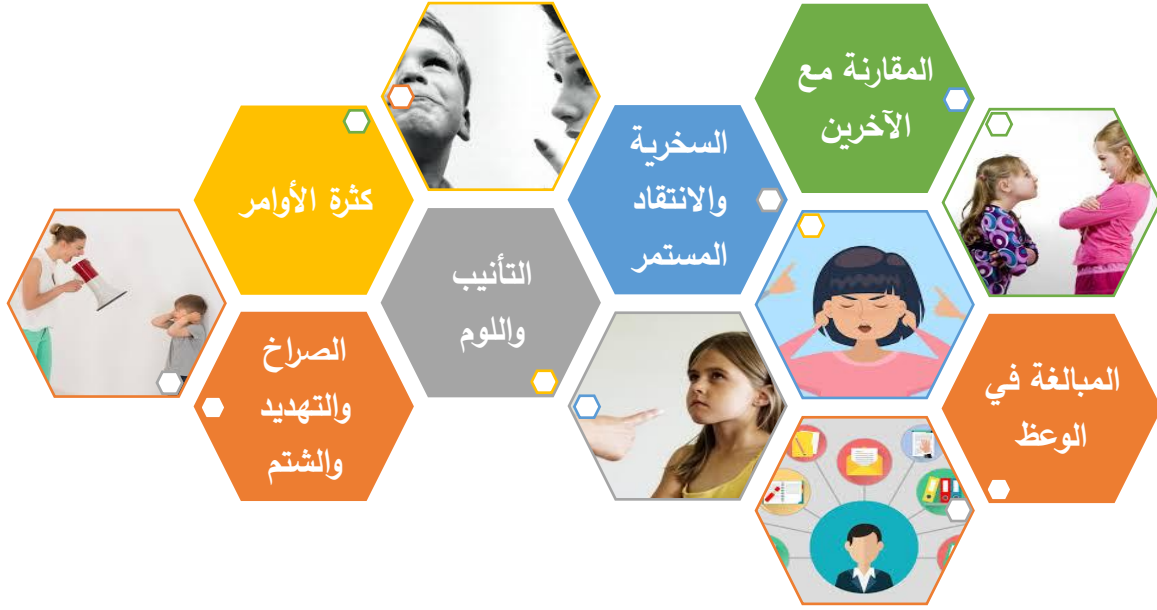 المقارنة مع
الآخرين
السخرية
والانتقاد
المستمر
كثرة الأوامر
التأنيب
واللوم
الصراخ
والتهديد
والشتم
المبالغة في
الوعظ